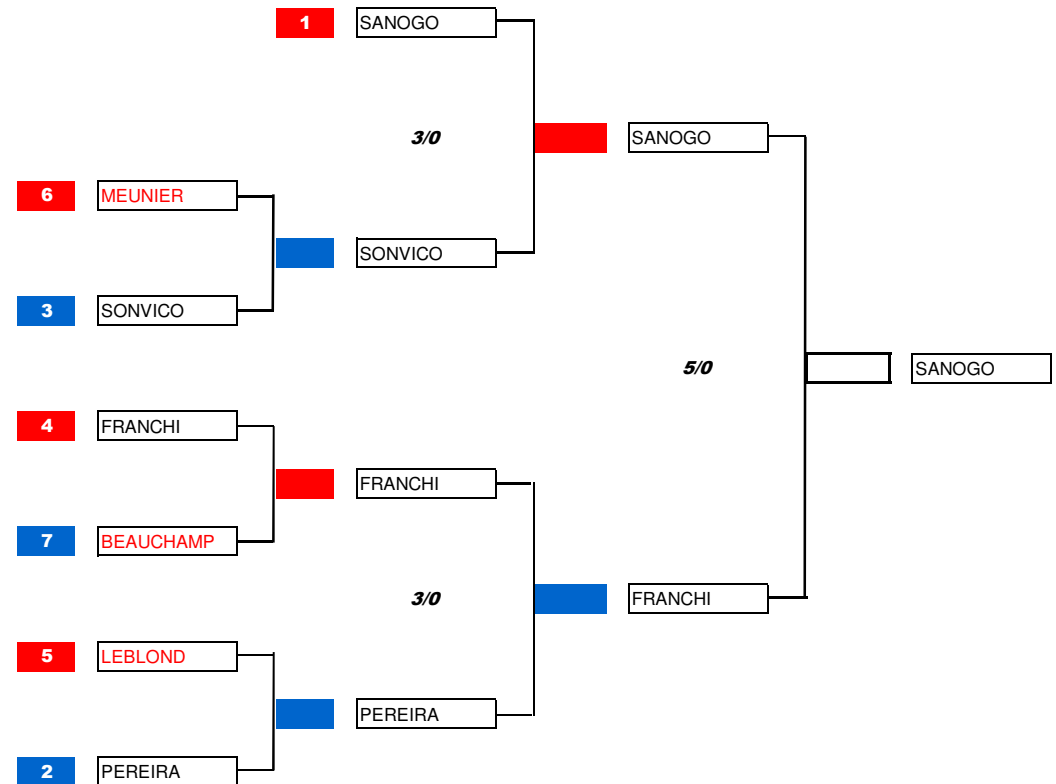 1 SANOGO
3/0 SANOGO
6 MEUNIER
SONVICO
3 SONVICO
5/0 SANOGO
4 FRANCHI
FRANCHI
7 BEAUCHAMP
3/0 FRANCHI
5 LEBLOND
PEREIRA
2 PEREIRA